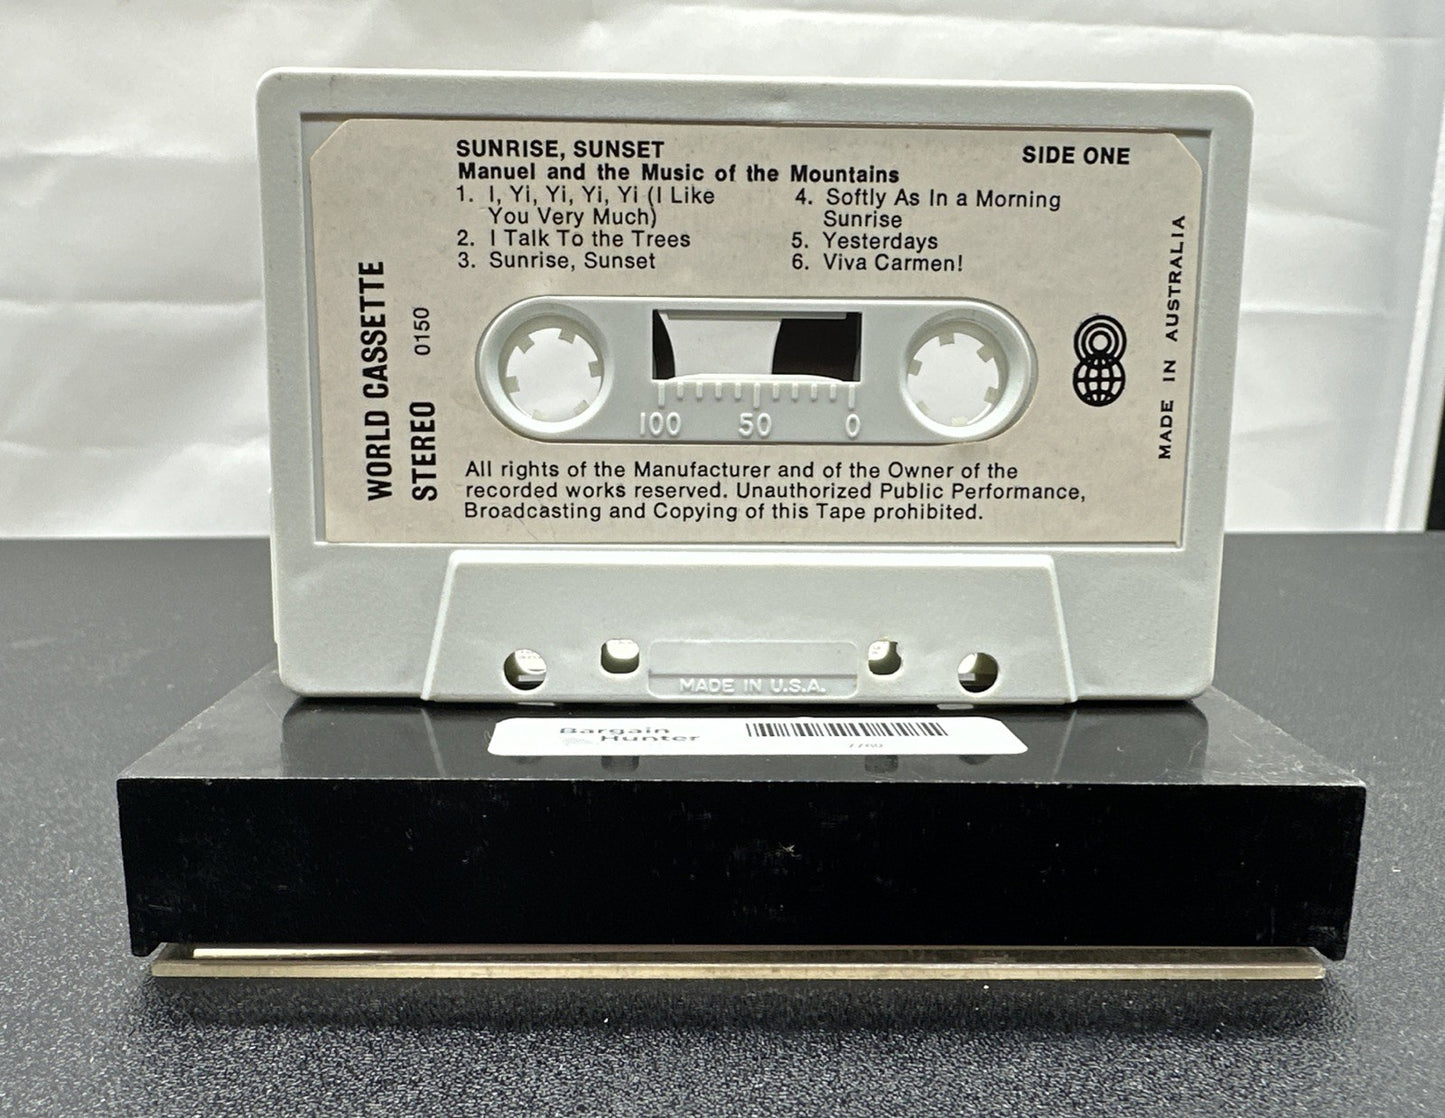 SUNRISE, SUNSET
SIDE ONE
Manuel and the Music of the Mountains
1. I, Yi, Yi, Yi, Yi (I Like
You Very Much)
2. I Talk To the Trees
3. Sunrise, Sunset
4. Softly As In a Morning
Sunrise
5. Yesterdays
6. Viva Carmen!
WORLD CASSETTE
STEREO 0150
MADE IN AUSTRALIA
100 50 0
All rights of the Manufacturer and of the Owner of the
recorded works reserved. Unauthorized Public Performance,
Broadcasting and Copying of this Tape prohibited.
MADE IN U.S.A.
Bargain
Hunter